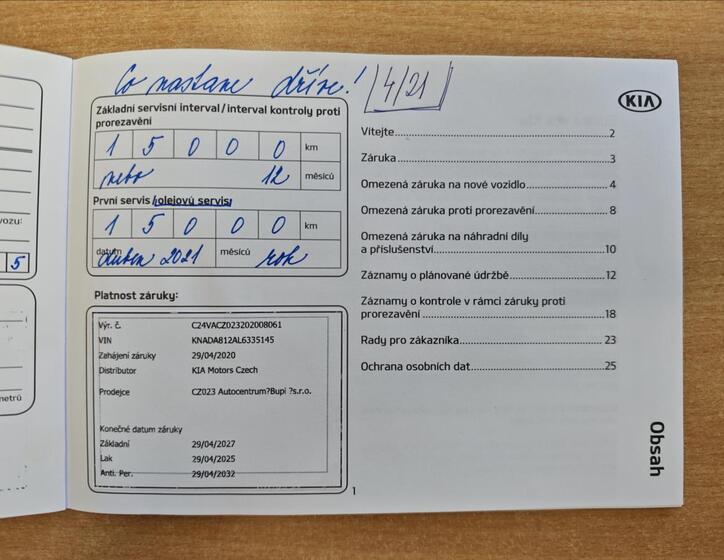 Co nastane dříve!
4/21
Základní servisní interval/interval kontroly proti
prorezavění
1 5 0 0 0 km
nebo 12 měsíců
První servis/olejový servis/
1 5 0 0 0 km
datum duben 2021 měsíců rok
Platnost záruky:
Výr. č. C24VACZ023202008061
VIN KNADA812AL6335145
Zahájení záruky 29/04/2020
Distributor KIA Motors Czech
Prodejce CZ023 Autocentrum?Bupi ?s.r.o.
Konečné datum záruky
Základní 29/04/2027
Lak 29/04/2025
Anti. Per. 29/04/2032
1
KIA
Vítejte 2
Záruka 3
Omezená záruka na nové vozidlo 4
Omezená záruka proti prorezavění 8
Omezená záruka na náhradní díly
a příslušenství 10
Záznamy o plánované údržbě 12
Záznamy o kontrole v rámci záruky proti
prorezavění 18
Rady pro zákazníka 23
Ochrana osobních dat 25
Obsah
vozu:
5
metrů